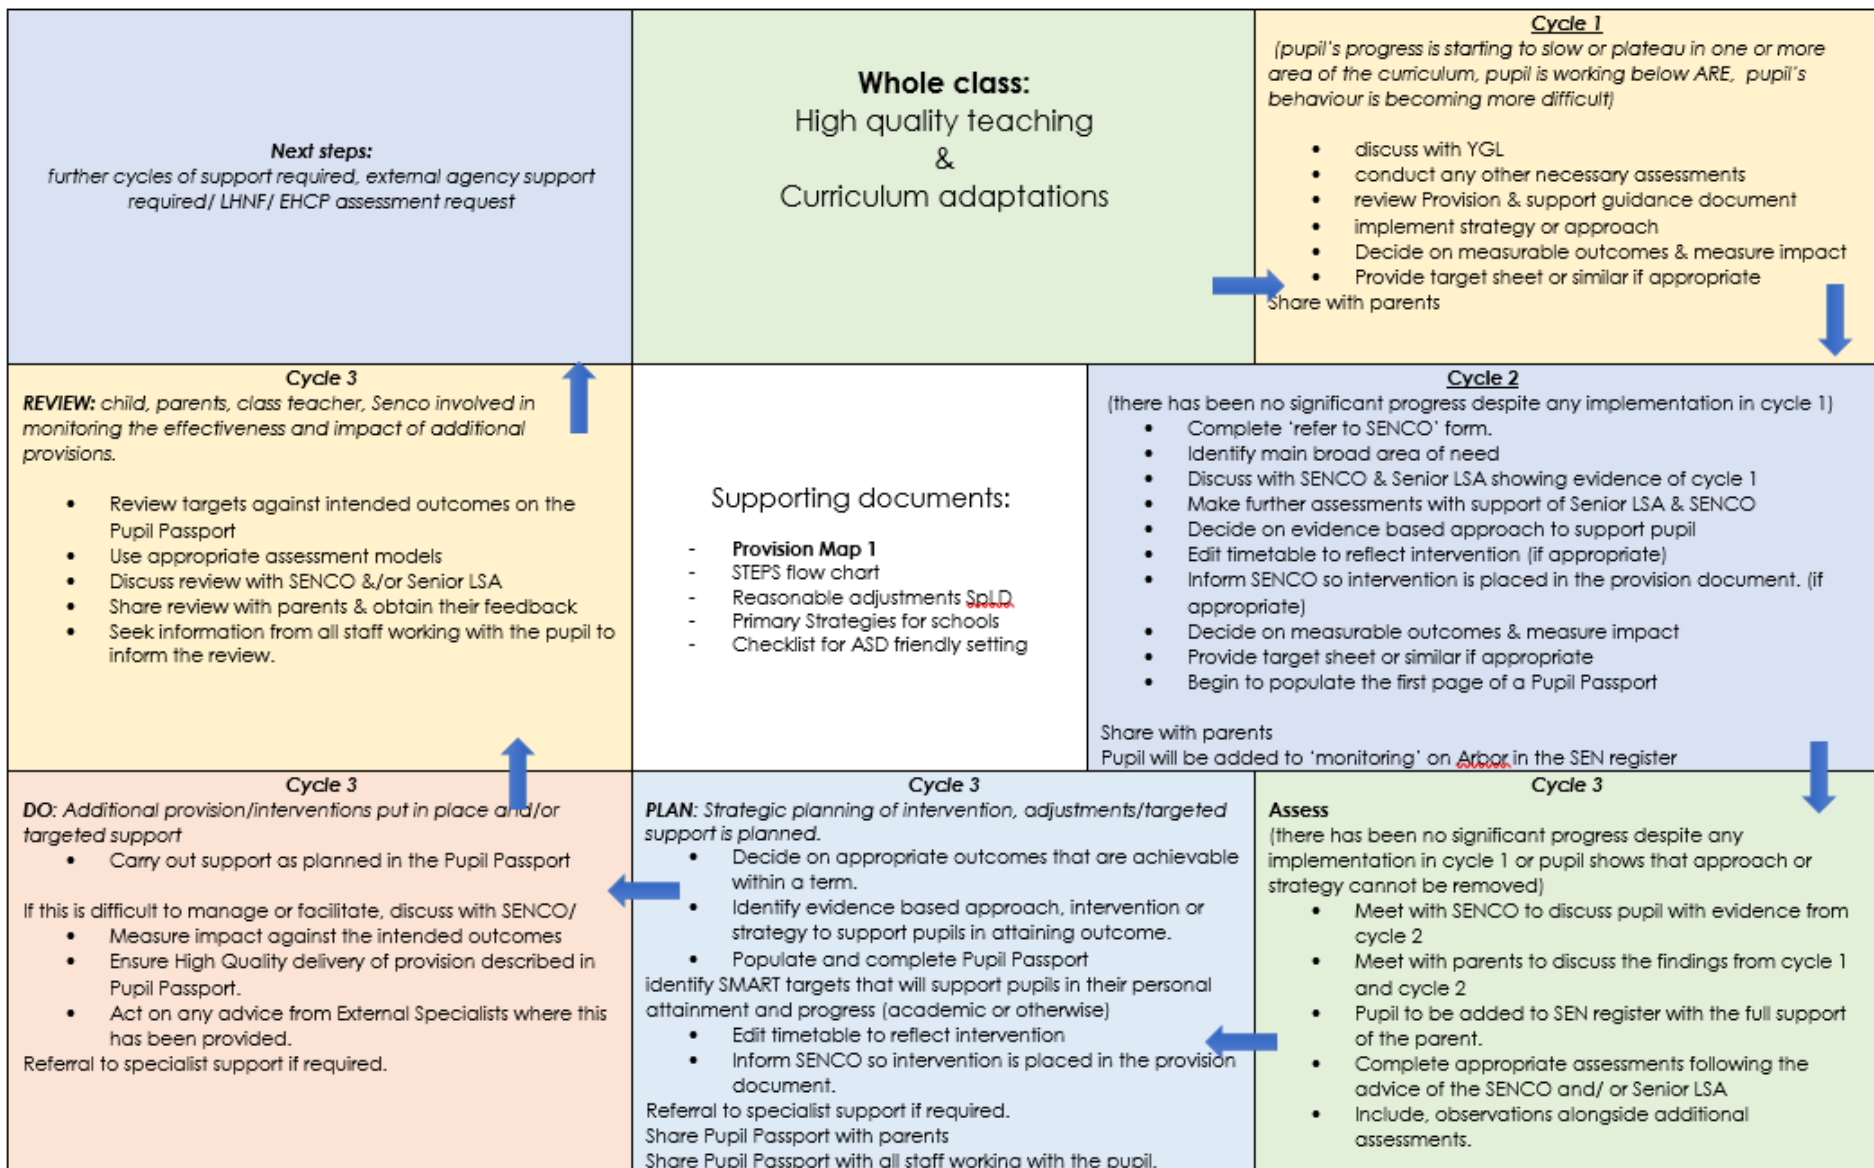 Next steps:
further cycles of support required, external agency support
required/ LHNF/ EHCP assessment request
Whole class:
High quality teaching
&
Curriculum adaptations
Cycle 1
(pupil's progress is starting to slow or plateau in one or more
area of the curriculum, pupil is working below ARE, pupil's
behaviour is becoming more difficult)
• discuss with YGL
• conduct any other necessary assessments
• review Provision & support guidance document
• implement strategy or approach
• Decide on measurable outcomes & measure impact
• Provide target sheet or similar if appropriate
Share with parents
Cycle 3
REVIEW: child, parents, class teacher, Senco involved in
monitoring the effectiveness and impact of additional
provisions.
• Review targets against intended outcomes on the
Pupil Passport
• Use appropriate assessment models
• Discuss review with SENCO &/or Senior LSA
• Share review with parents & obtain their feedback
• Seek information from all staff working with the pupil to
inform the review.
Supporting documents:
- Provision Map 1
- STEPS flow chart
- Reasonable adjustments SpLD
- Primary Strategies for schools
- Checklist for ASD friendly setting
Cycle 2
(there has been no significant progress despite any implementation in cycle 1)
• Complete 'refer to SENCO' form.
• Identify main broad area of need
• Discuss with SENCO & Senior LSA showing evidence of cycle 1
• Make further assessments with support of Senior LSA & SENCO
• Decide on evidence based approach to support pupil
• Edit timetable to reflect intervention (if appropriate)
• Inform SENCO so intervention is placed in the provision document. (if
appropriate)
• Decide on measurable outcomes & measure impact
• Provide target sheet or similar if appropriate
• Begin to populate the first page of a Pupil Passport
Share with parents
Pupil will be added to 'monitoring' on Arbor in the SEN register
Cycle 3
DO: Additional provision/interventions put in place and/or
targeted support
• Carry out support as planned in the Pupil Passport
If this is difficult to manage or facilitate, discuss with SENCO/
• Measure impact against the intended outcomes
• Ensure High Quality delivery of provision described in
Pupil Passport.
• Act on any advice from External Specialists where this
has been provided.
Referral to specialist support if required.
Cycle 3
PLAN: Strategic planning of intervention, adjustments/targeted
support is planned.
• Decide on appropriate outcomes that are achievable
within a term.
• Identify evidence based approach, intervention or
strategy to support pupils in attaining outcome.
• Populate and complete Pupil Passport
identify SMART targets that will support pupils in their personal
attainment and progress (academic or otherwise)
• Edit timetable to reflect intervention
• Inform SENCO so intervention is placed in the provision
document.
Referral to specialist support if required.
Share Pupil Passport with parents
Share Pupil Passport with all staff working with the pupil.
Cycle 3
Assess
(there has been no significant progress despite any
implementation in cycle 1 or pupil shows that approach or
strategy cannot be removed)
• Meet with SENCO to discuss pupil with evidence from
cycle 2
• Meet with parents to discuss the findings from cycle 1
and cycle 2
• Pupil to be added to SEN register with the full support
of the parent.
• Complete appropriate assessments following the
advice of the SENCO and/ or Senior LSA
• Include, observations alongside additional
assessments.